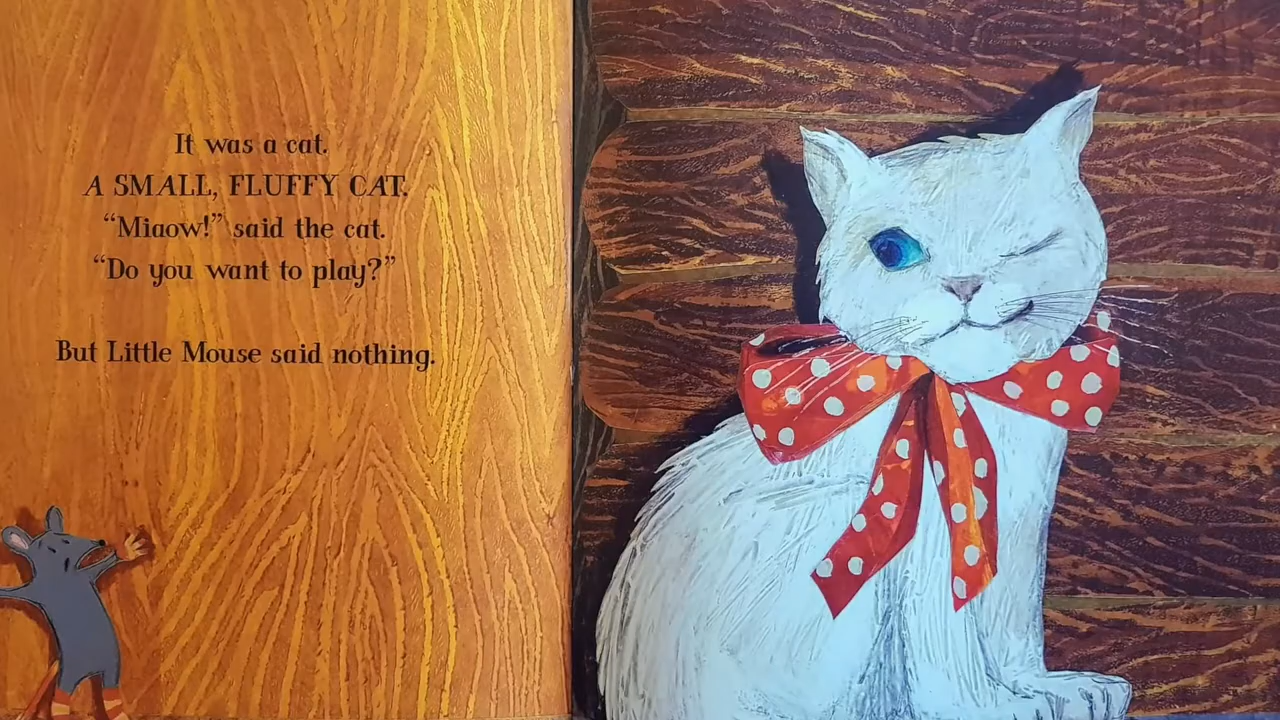 It was a cat.
A SMALL, FLUFFY CAT.
“Miaow!” said the cat.
“Do you want to play?”
But Little Mouse said nothing.